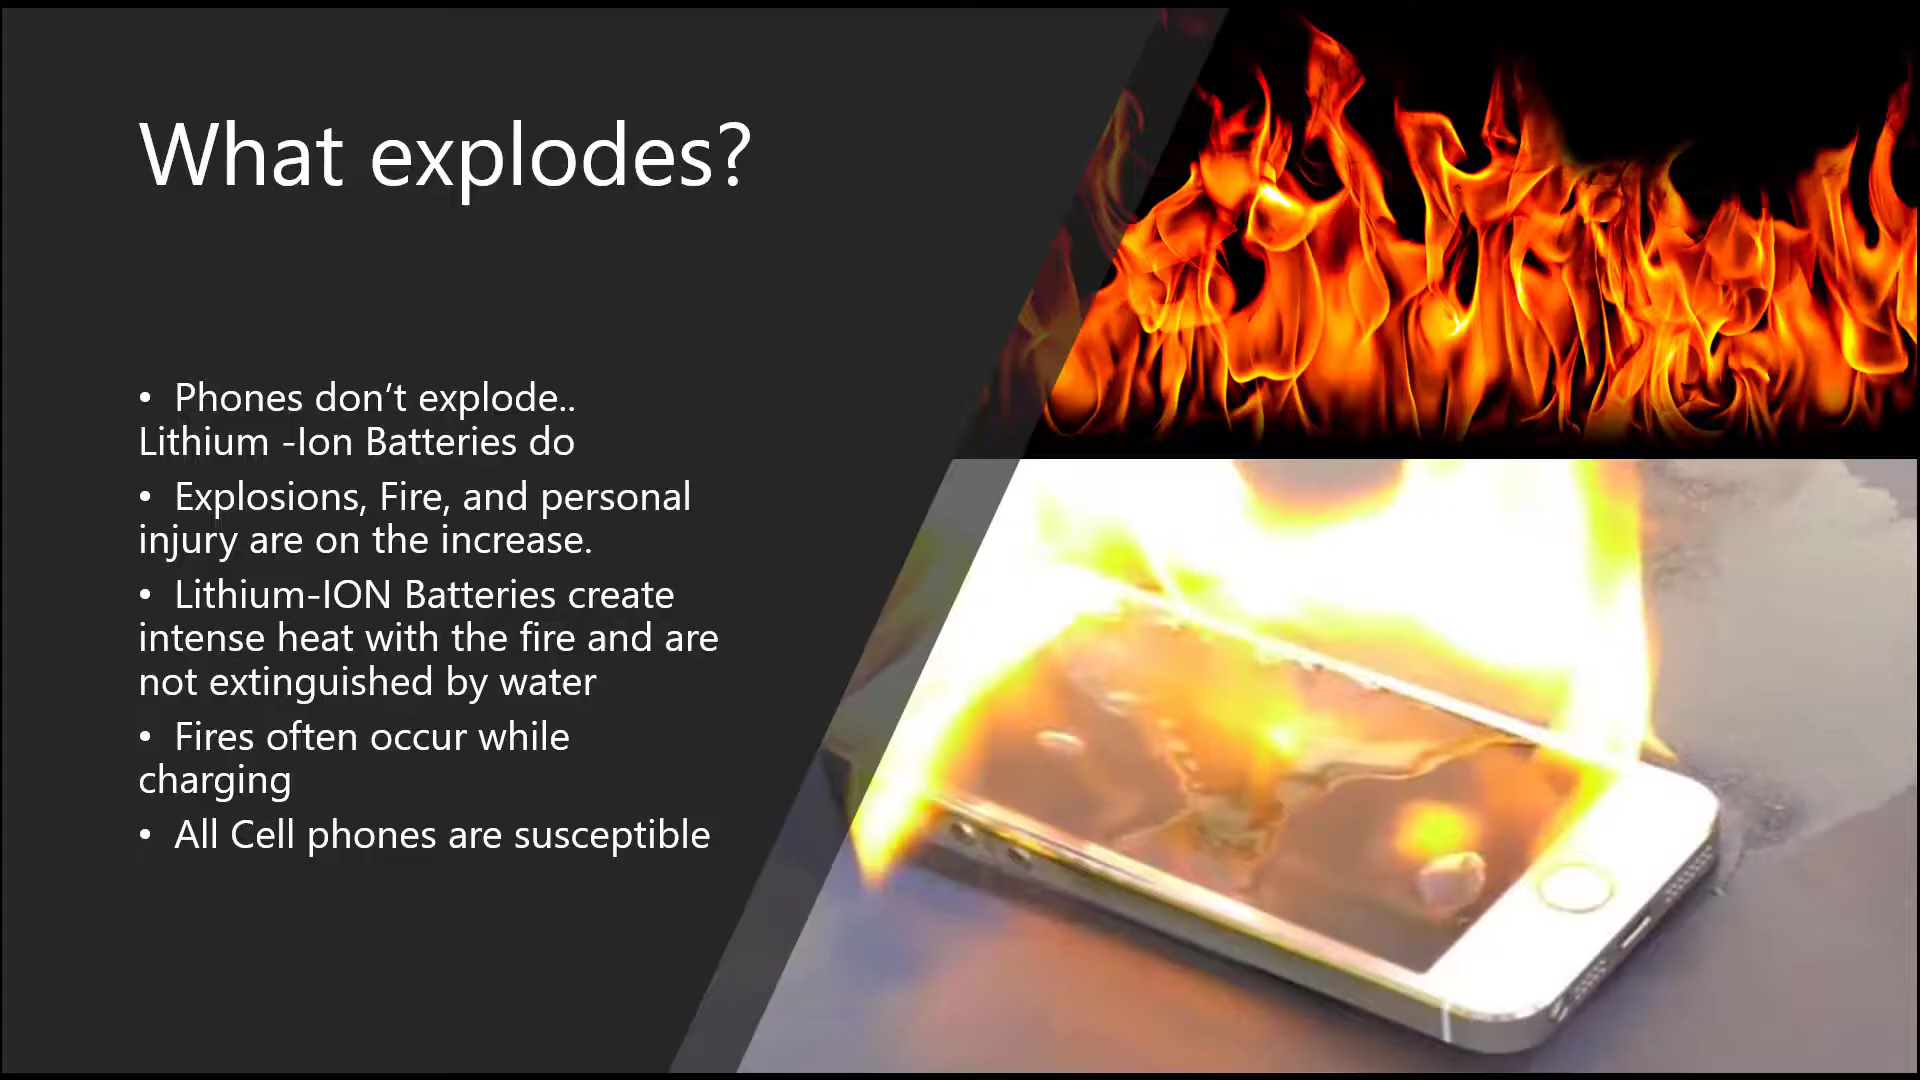 What explodes?
• Phones don’t explode..
Lithium -Ion Batteries do
• Explosions, Fire, and personal
injury are on the increase.
• Lithium-ION Batteries create
intense heat with the fire and are
not extinguished by water
• Fires often occur while
charging
• All Cell phones are susceptible